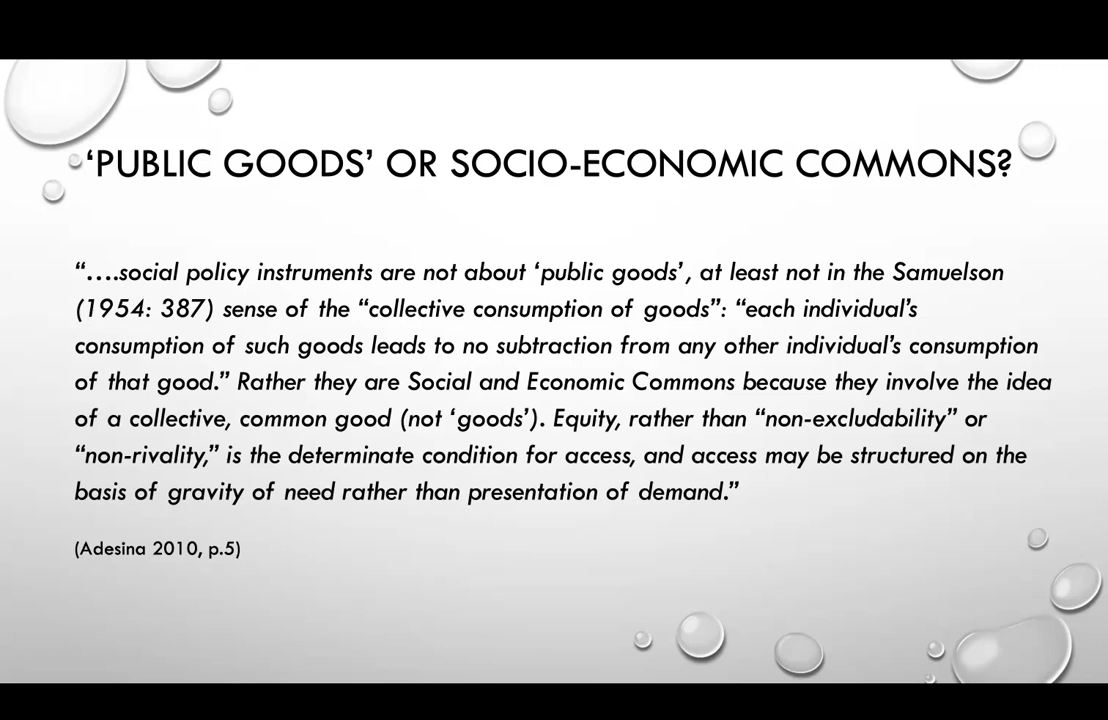 ‘PUBLIC GOODS’ OR SOCIO-ECONOMIC COMMONS?
“….social policy instruments are not about ‘public goods’, at least not in the Samuelson
(1954: 387) sense of the “collective consumption of goods”: “each individual’s
consumption of such goods leads to no subtraction from any other individual’s consumption
of that good.” Rather they are Social and Economic Commons because they involve the idea
of a collective, common good (not ‘goods’). Equity, rather than “non-excludability” or
“non-rivality,” is the determinate condition for access, and access may be structured on the
basis of gravity of need rather than presentation of demand.”
(Adesina 2010, p.5)